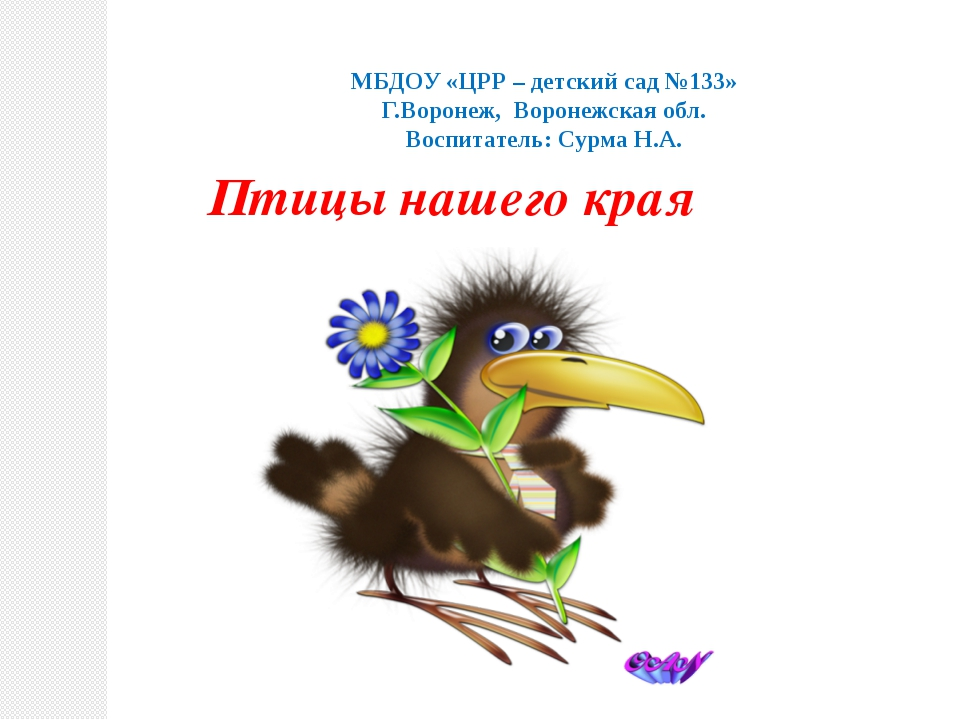 МБДОУ «ЦРР – детский сад №133»
Г.Воронеж, Воронежская обл.
Воспитатель: Сурма Н.А.
Птицы нашего края